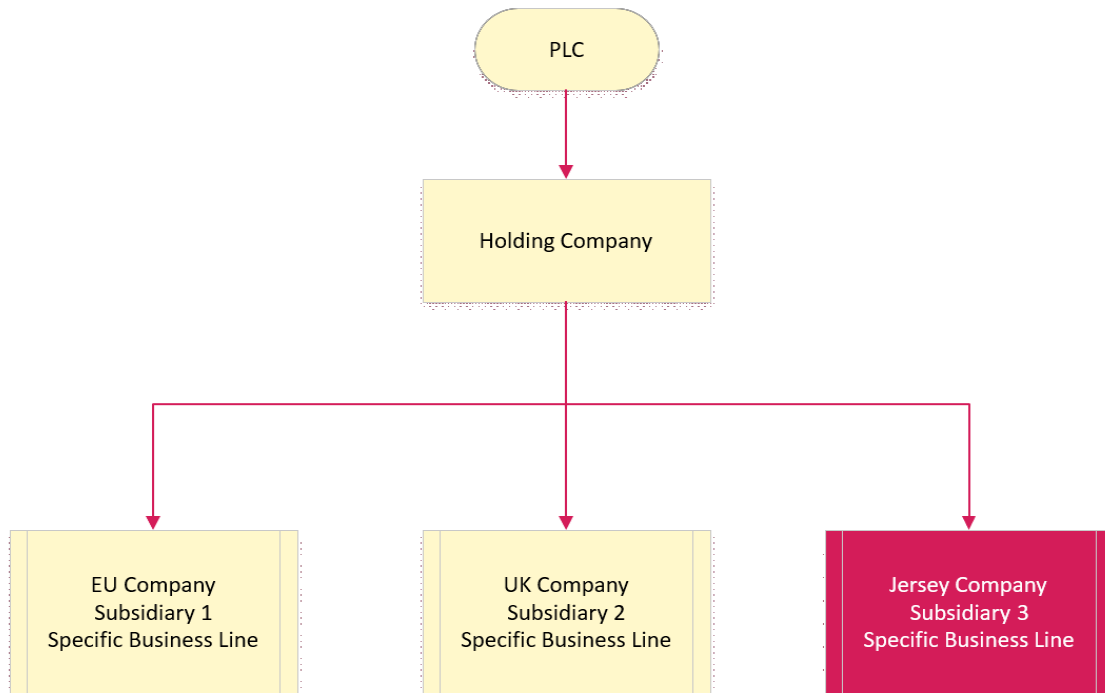 PLC
Holding Company
EU Company
Subsidiary 1
Specific Business Line
UK Company
Subsidiary 2
Specific Business Line
Jersey Company
Subsidiary 3
Specific Business Line